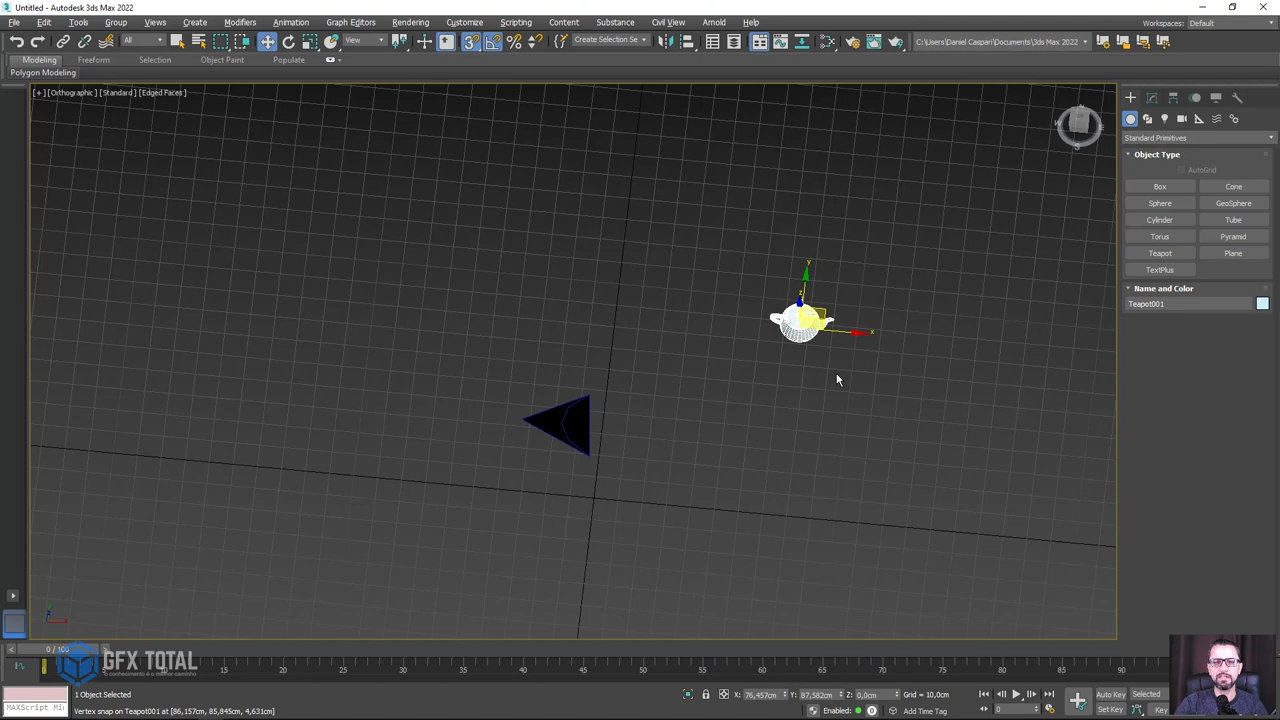 Untitled - Autodesk 3ds Max 2022
File Edit Tools Group Views Create Modifiers Animation Graph Editors Rendering Customize Scripting Content Substance Civil View Arnold Help
Workspaces: Default
All View Create Selection Se C:\Users\Daniel Caspari\Documents\3ds Max 2022
Modeling Freeform Selection Object Paint Populate
Polygon Modeling
[+] [Orthographic] [Standard] [Edged Faces]
Standard Primitives
Object Type
AutoGrid
Box Cone
Sphere GeoSphere
Cylinder Tube
Torus Pyramid
Teapot Plane
TextPlus
Name and Color
Teapot001
y
z
x
W
S
0 / 100
GFX TOTAL
o conhecimento é o melhor caminho
15 20 25 30 35 40 45 50 55 60 65 70 75 80 85 90
1 Object Selected
X: 76,457cm Y: 87,582cm Z: 0,0cm Grid = 10,0cm
Auto Key Selected
MAXScript Mi
Vertex snap on Teapot001 at [86,157cm, 85,845cm, 4,631cm]
Enabled: Add Time Tag
0
Set Key Key